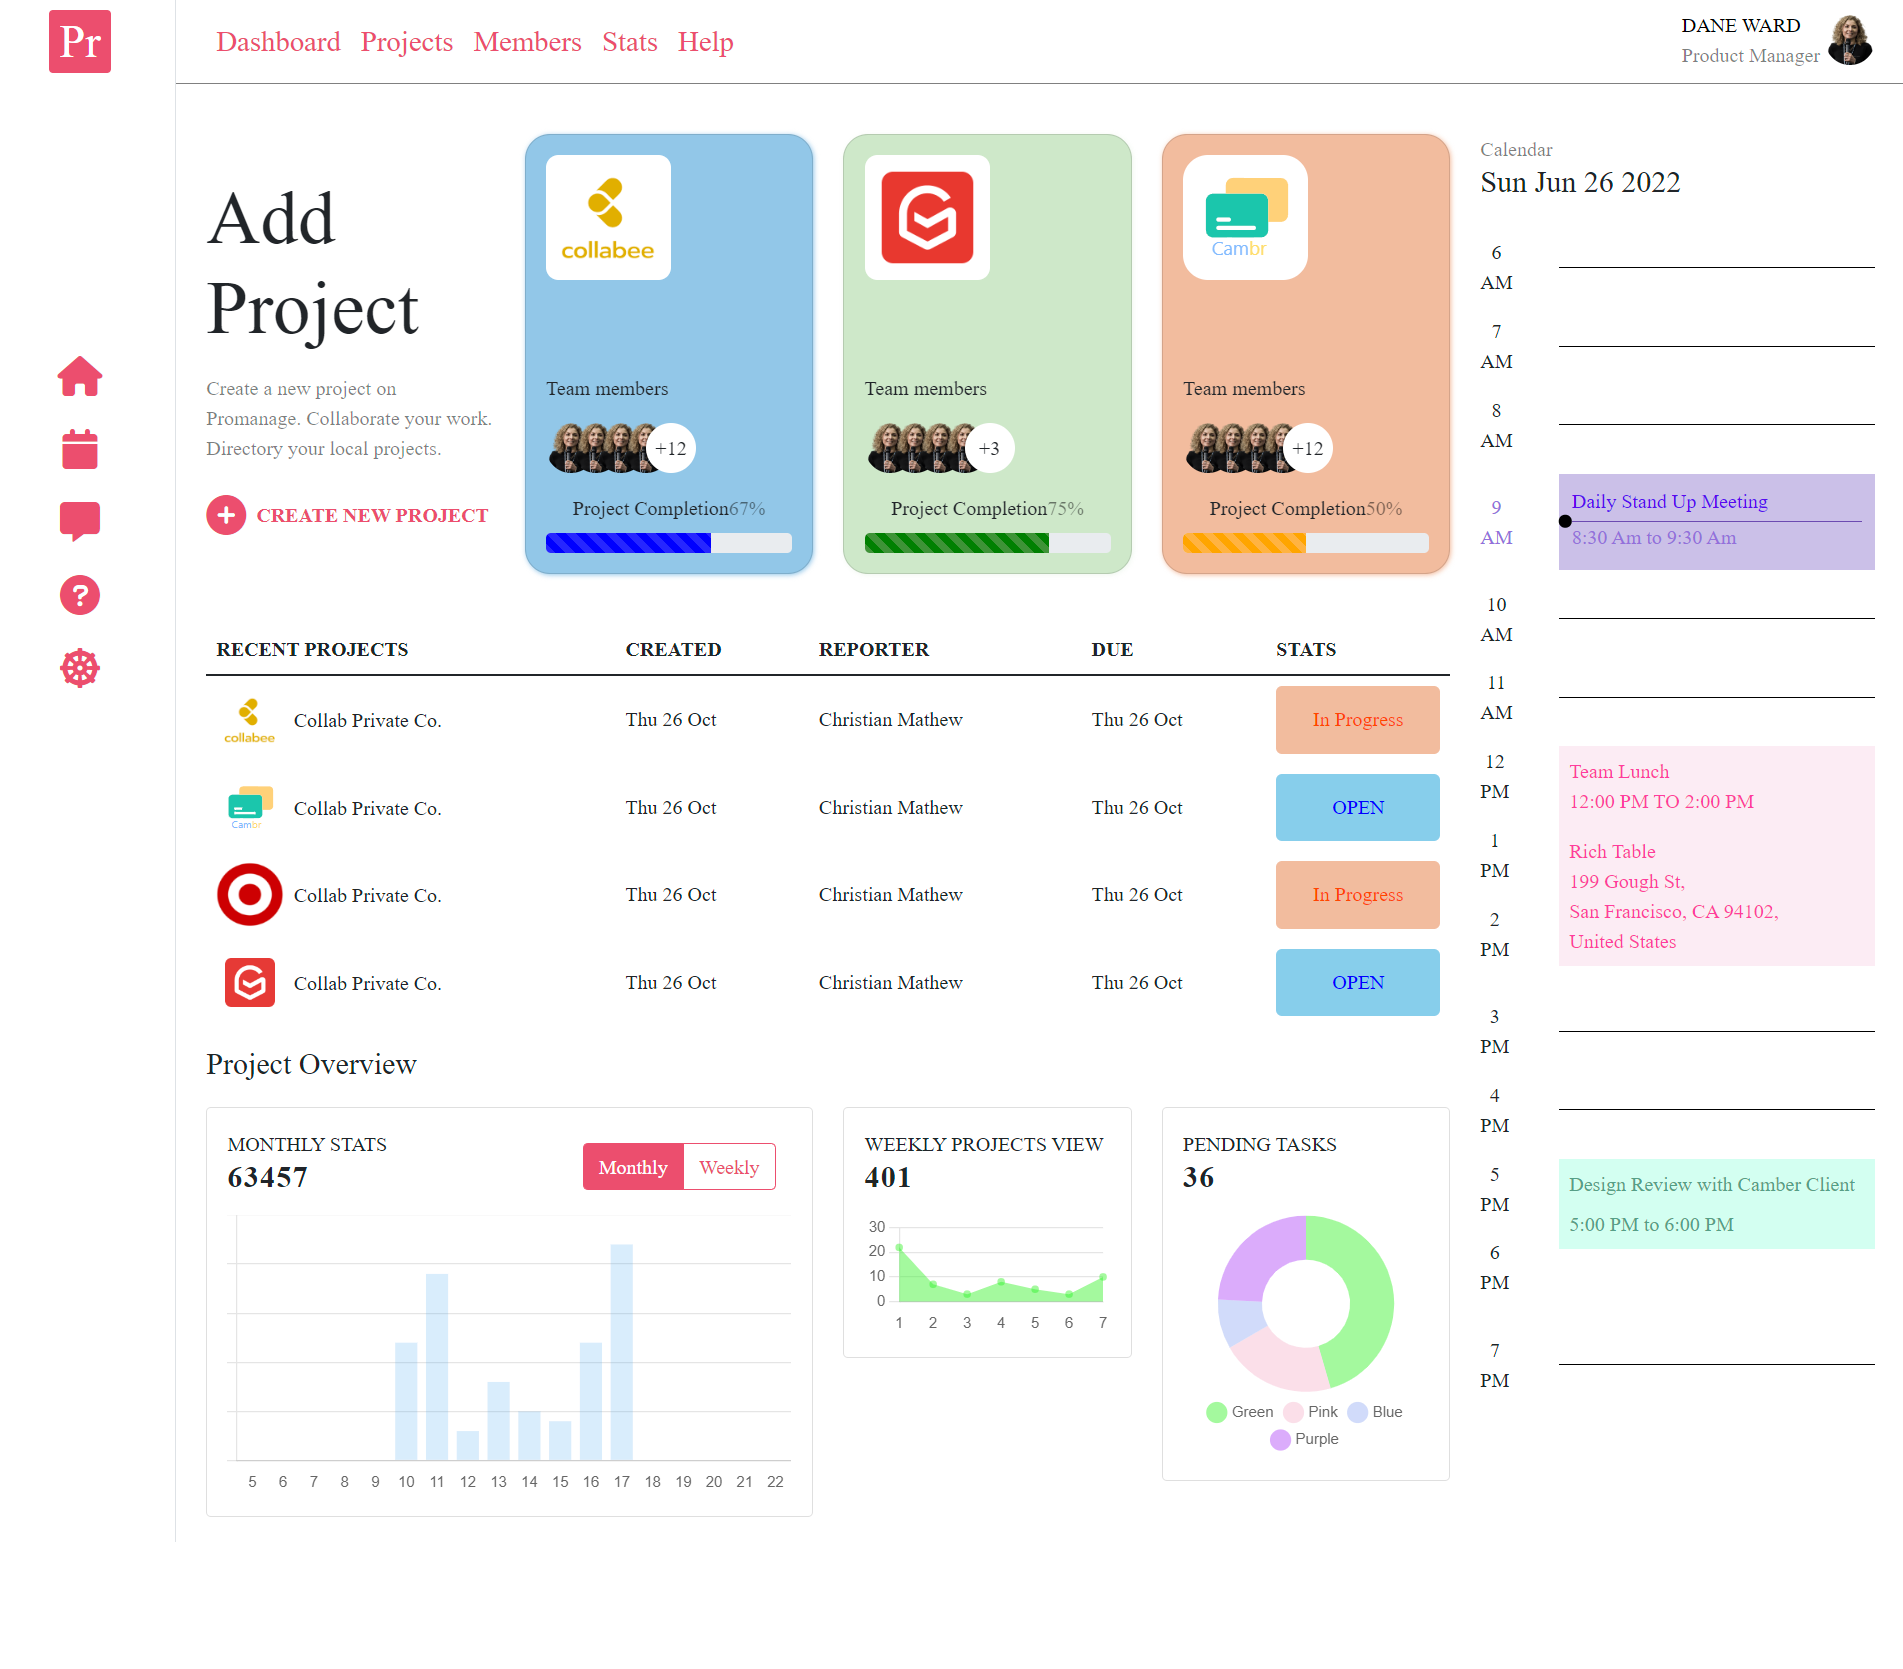 Pr
Dashboard Projects Members Stats Help
DANE WARD
Product Manager
Add
Project
Create a new project on
Promanage. Collaborate your work.
Directory your local projects.
CREATE NEW PROJECT
collabee
Team members
+12
Project Completion67%
Team members
+3
Project Completion75%
Cambr
Team members
+12
Project Completion50%
RECENT PROJECTS CREATED REPORTER DUE STATS
collabee
Collab Private Co. Thu 26 Oct Christian Mathew Thu 26 Oct In Progress
Cambr
Collab Private Co. Thu 26 Oct Christian Mathew Thu 26 Oct OPEN
Collab Private Co. Thu 26 Oct Christian Mathew Thu 26 Oct In Progress
Collab Private Co. Thu 26 Oct Christian Mathew Thu 26 Oct OPEN
Project Overview
MONTHLY STATS
63457
Monthly Weekly
5 6 7 8 9 10 11 12 13 14 15 16 17 18 19 20 21 22
WEEKLY PROJECTS VIEW
401
30
20
10
0
1 2 3 4 5 6 7
PENDING TASKS
36
Green Pink Blue
Purple
Calendar
Sun Jun 26 2022
6
AM
7
AM
8
AM
9
AM
Daily Stand Up Meeting
8:30 Am to 9:30 Am
10
AM
11
AM
12
PM
Team Lunch
12:00 PM TO 2:00 PM
1
PM
Rich Table
199 Gough St,
San Francisco, CA 94102,
United States
2
PM
3
PM
4
PM
5
PM
Design Review with Camber Client
5:00 PM to 6:00 PM
6
PM
7
PM